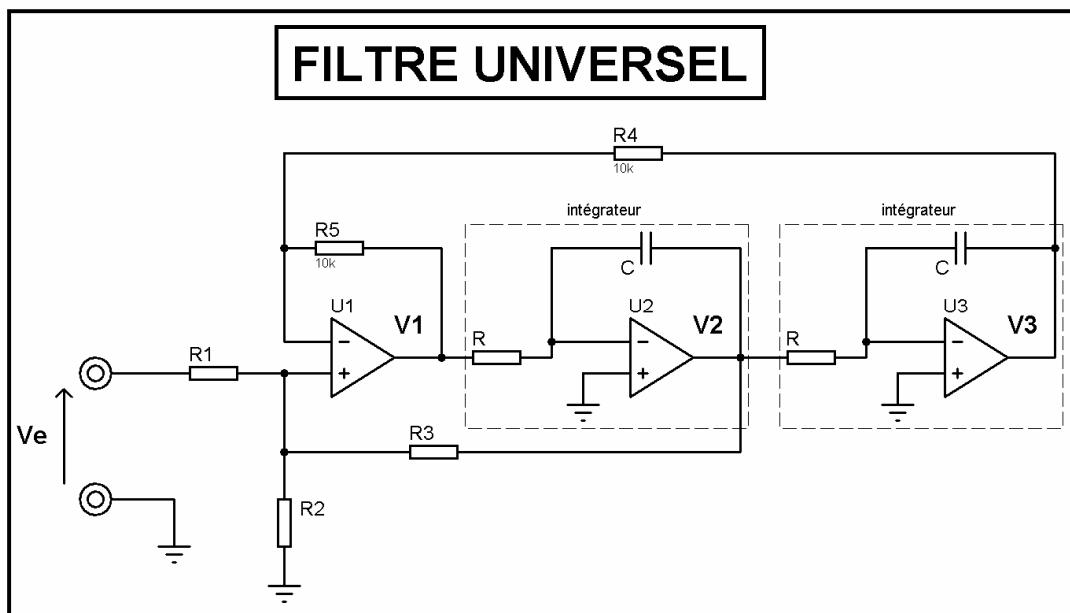 FILTRE UNIVERSEL
R4
10k
intégrateur
intégrateur
R5
10k
C
C
U1
U2
U3
V1
V2
V3
R
R
R1
Ve
R3
R2